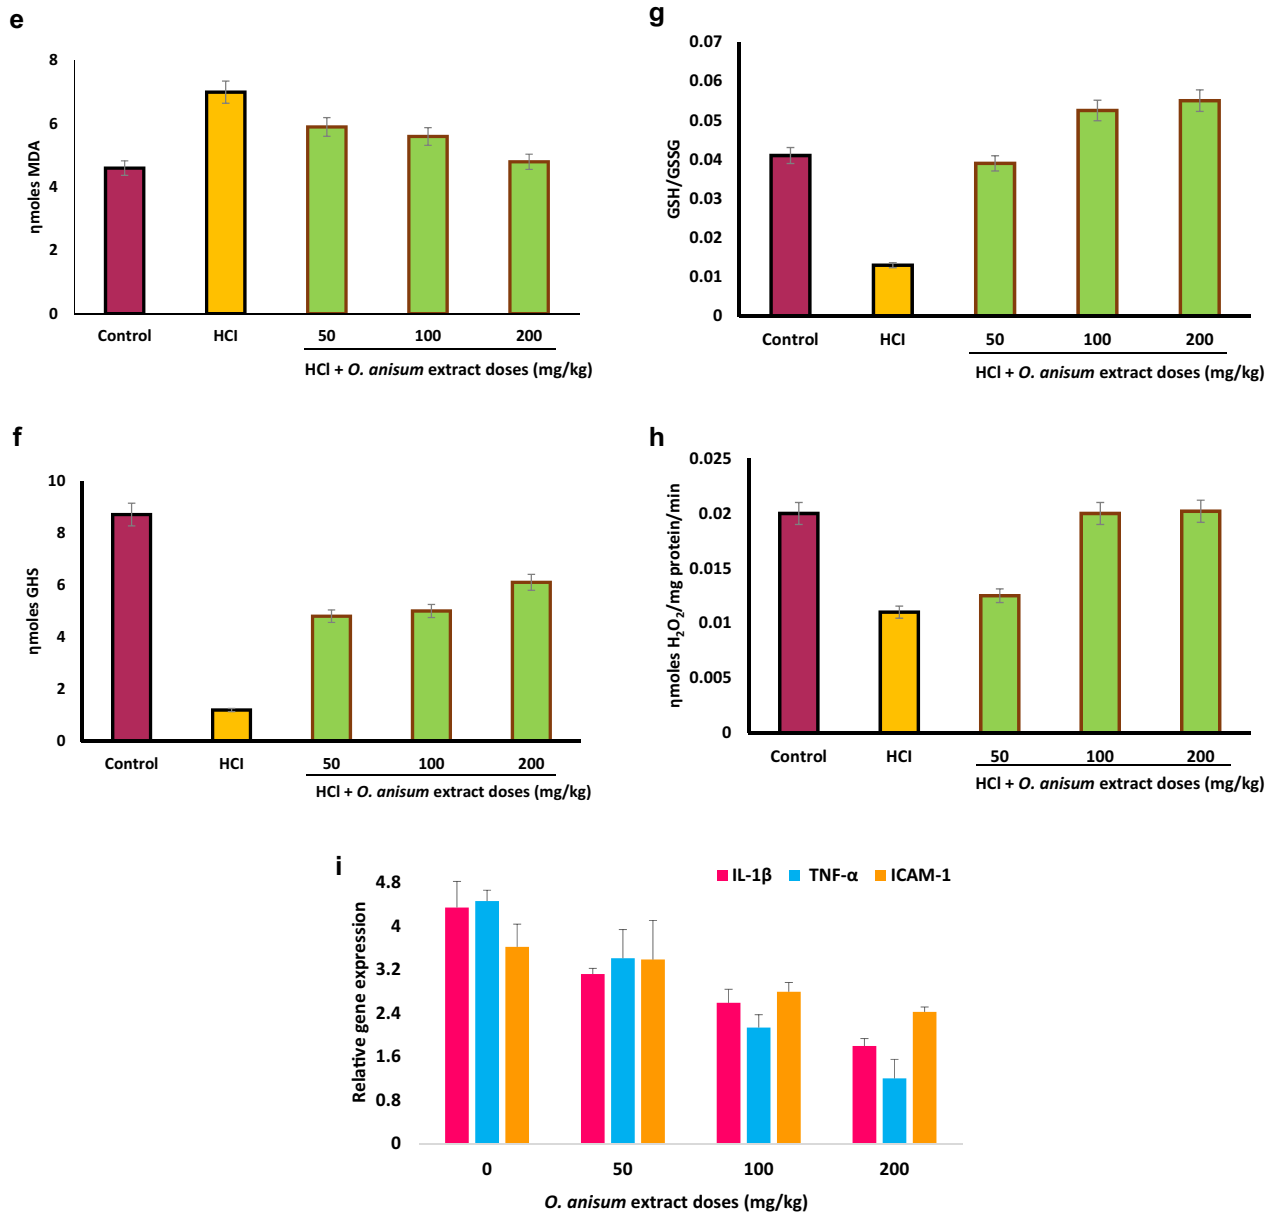 e
8
6
4
2
0
ηmoles MDA
Control HCl 50 100 200
HCl + O. anisum extract doses (mg/kg)
g
0.07
0.06
0.05
0.04
0.03
0.02
0.01
0
GSH/GSSG
Control HCl 50 100 200
HCl + O. anisum extract doses (mg/kg)
f
10
8
6
4
2
0
ηmoles GHS
Control HCl 50 100 200
HCl + O. anisum extract doses (mg/kg)
h
0.025
0.02
0.015
0.01
0.005
0
ηmoles H₂O₂/mg protein/min
Control HCl 50 100 200
HCl + O. anisum extract doses (mg/kg)
i
IL-1β TNF-α ICAM-1
4.8
4
3.2
2.4
1.6
0.8
0
Relative gene expression
0 50 100 200
O. anisum extract doses (mg/kg)